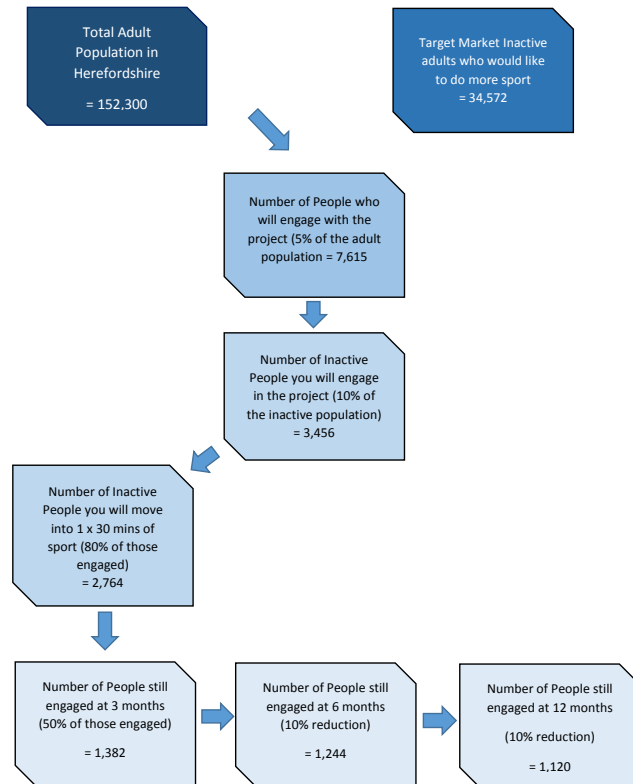 Total Adult
Population in
Herefordshire
= 152,300
Target Market Inactive
adults who would like
to do more sport
= 34,572
Number of People who
will engage with the
project (5% of the adult
population = 7,615
Number of Inactive
People you will engage
in the project (10% of
the inactive population)
= 3,456
Number of Inactive
People you will move
into 1 x 30 mins of
sport (80% of those
engaged)
= 2,764
Number of People still
engaged at 3 months
(50% of those engaged)
= 1,382
Number of People still
engaged at 6 months
(10% reduction)
= 1,244
Number of People still
engaged at 12 months
(10% reduction)
= 1,120